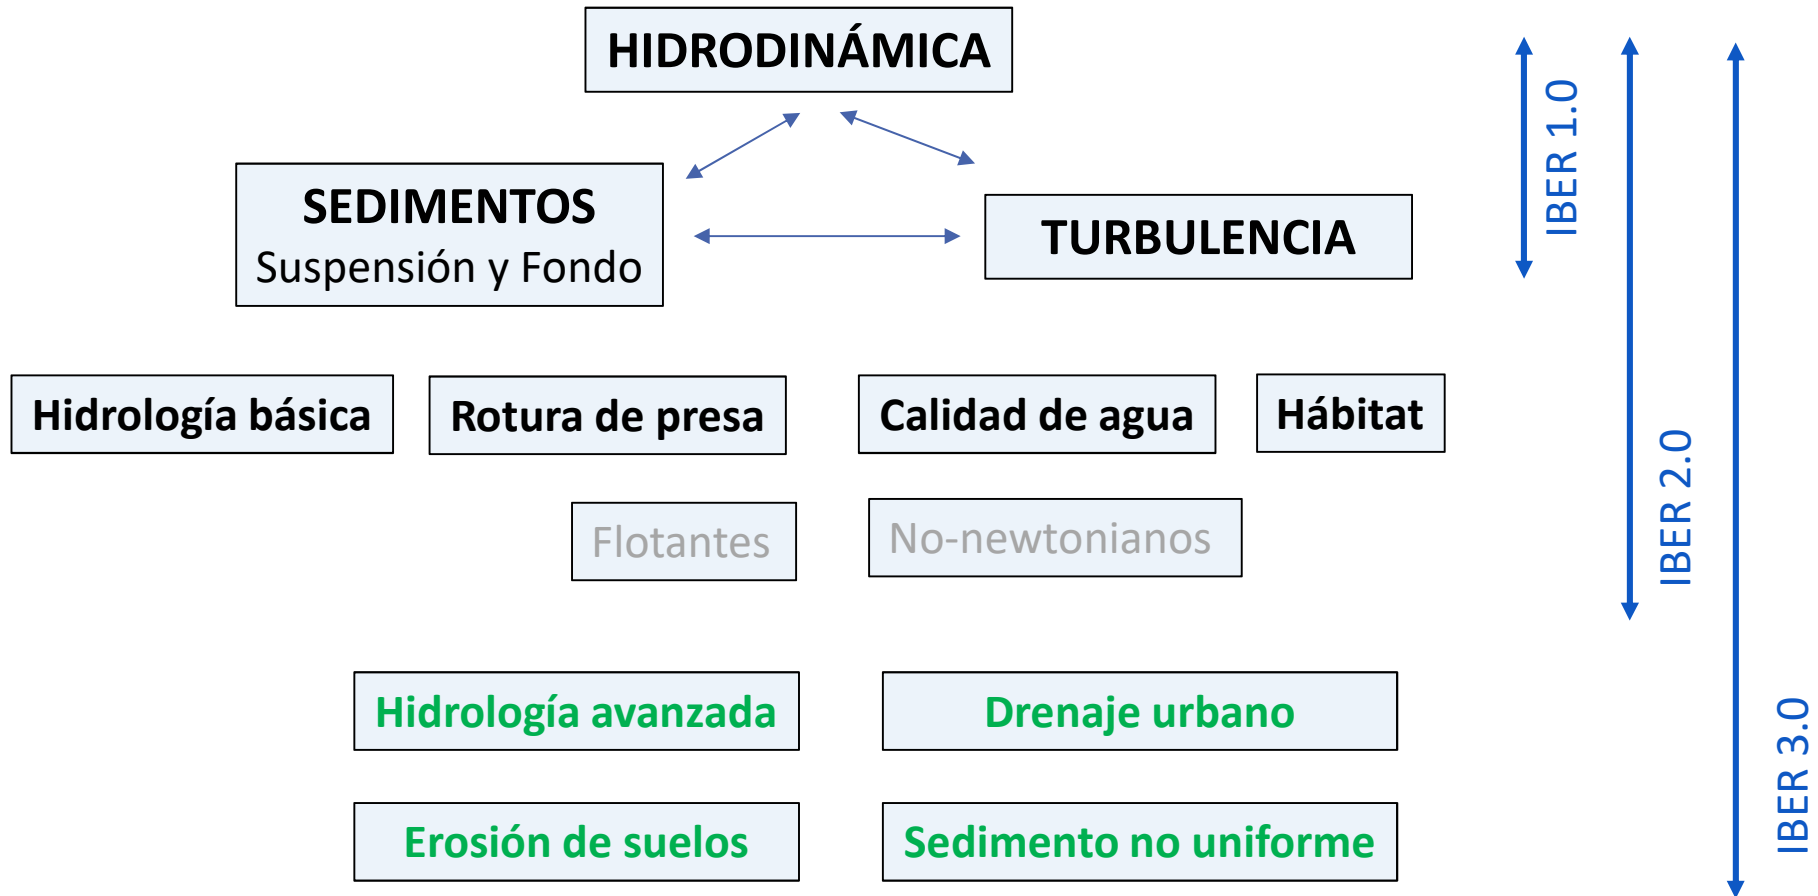 HIDRODINÁMICA
SEDIMENTOS
Suspensión y Fondo
TURBULENCIA
IBER 1.0
Hidrología básica
Rotura de presa
Calidad de agua
Hábitat
Flotantes
No-newtonianos
IBER 2.0
Hidrología avanzada
Drenaje urbano
Erosión de suelos
Sedimento no uniforme
IBER 3.0